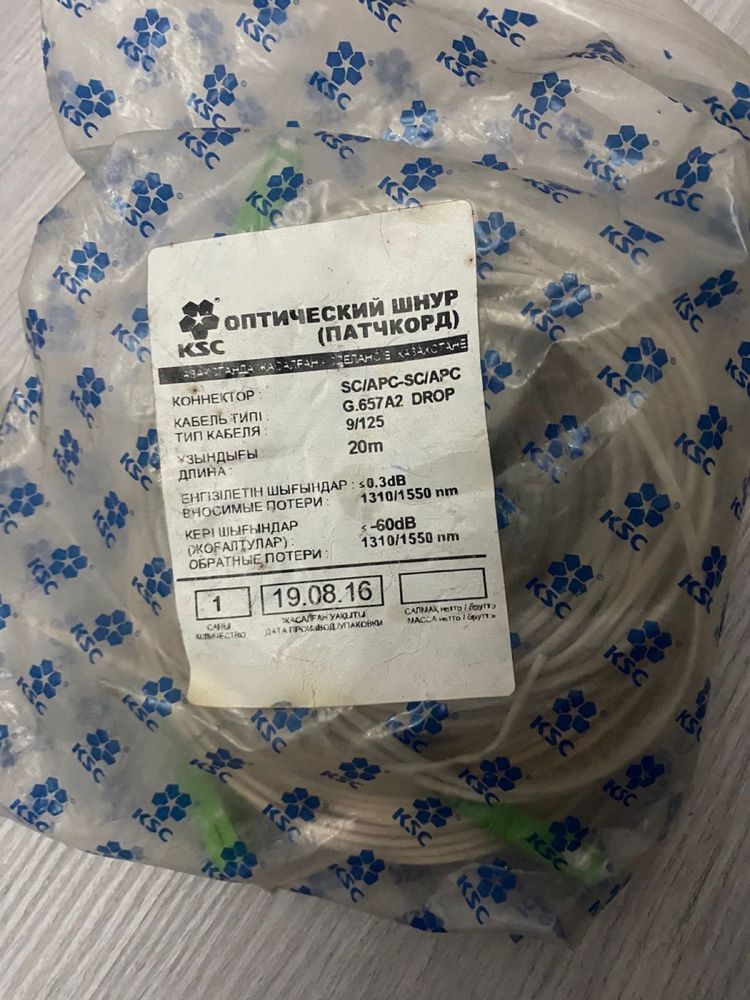 KSC
ОПТИЧЕСКИЙ ШНУР
(ПАТЧКОРД)
ҚАЗАҚСТАНДА ЖАСАЛҒАН - СДЕЛАНО В КАЗАХСТАНЕ
КОННЕКТОР : SC/APC-SC/APC
КАБЕЛЬ ТИПІ : G.657A2 DROP
ТИП КАБЕЛЯ : 9/125
ҰЗЫНДЫҒЫ 20m
ДЛИНА :
ЕНГІЗІЛЕТІН ШЫҒЫНДАР : ≤0.3dB
ВНОСИМЫЕ ПОТЕРИ : 1310/1550 nm
КЕРІ ШЫҒЫНДАР ≤ -60dB
(ЖОҒАЛТУЛАР) : 1310/1550 nm
ОБРАТНЫЕ ПОТЕРИ :
1 19.08.16
САНЫ ЖАСАЛҒАН УАҚЫТЫ САЛМАҚ нетто / брутто
КОЛИЧЕСТВО ДАТА ПРОИЗВОД./УПАКОВКИ МАССА нетто / брутто